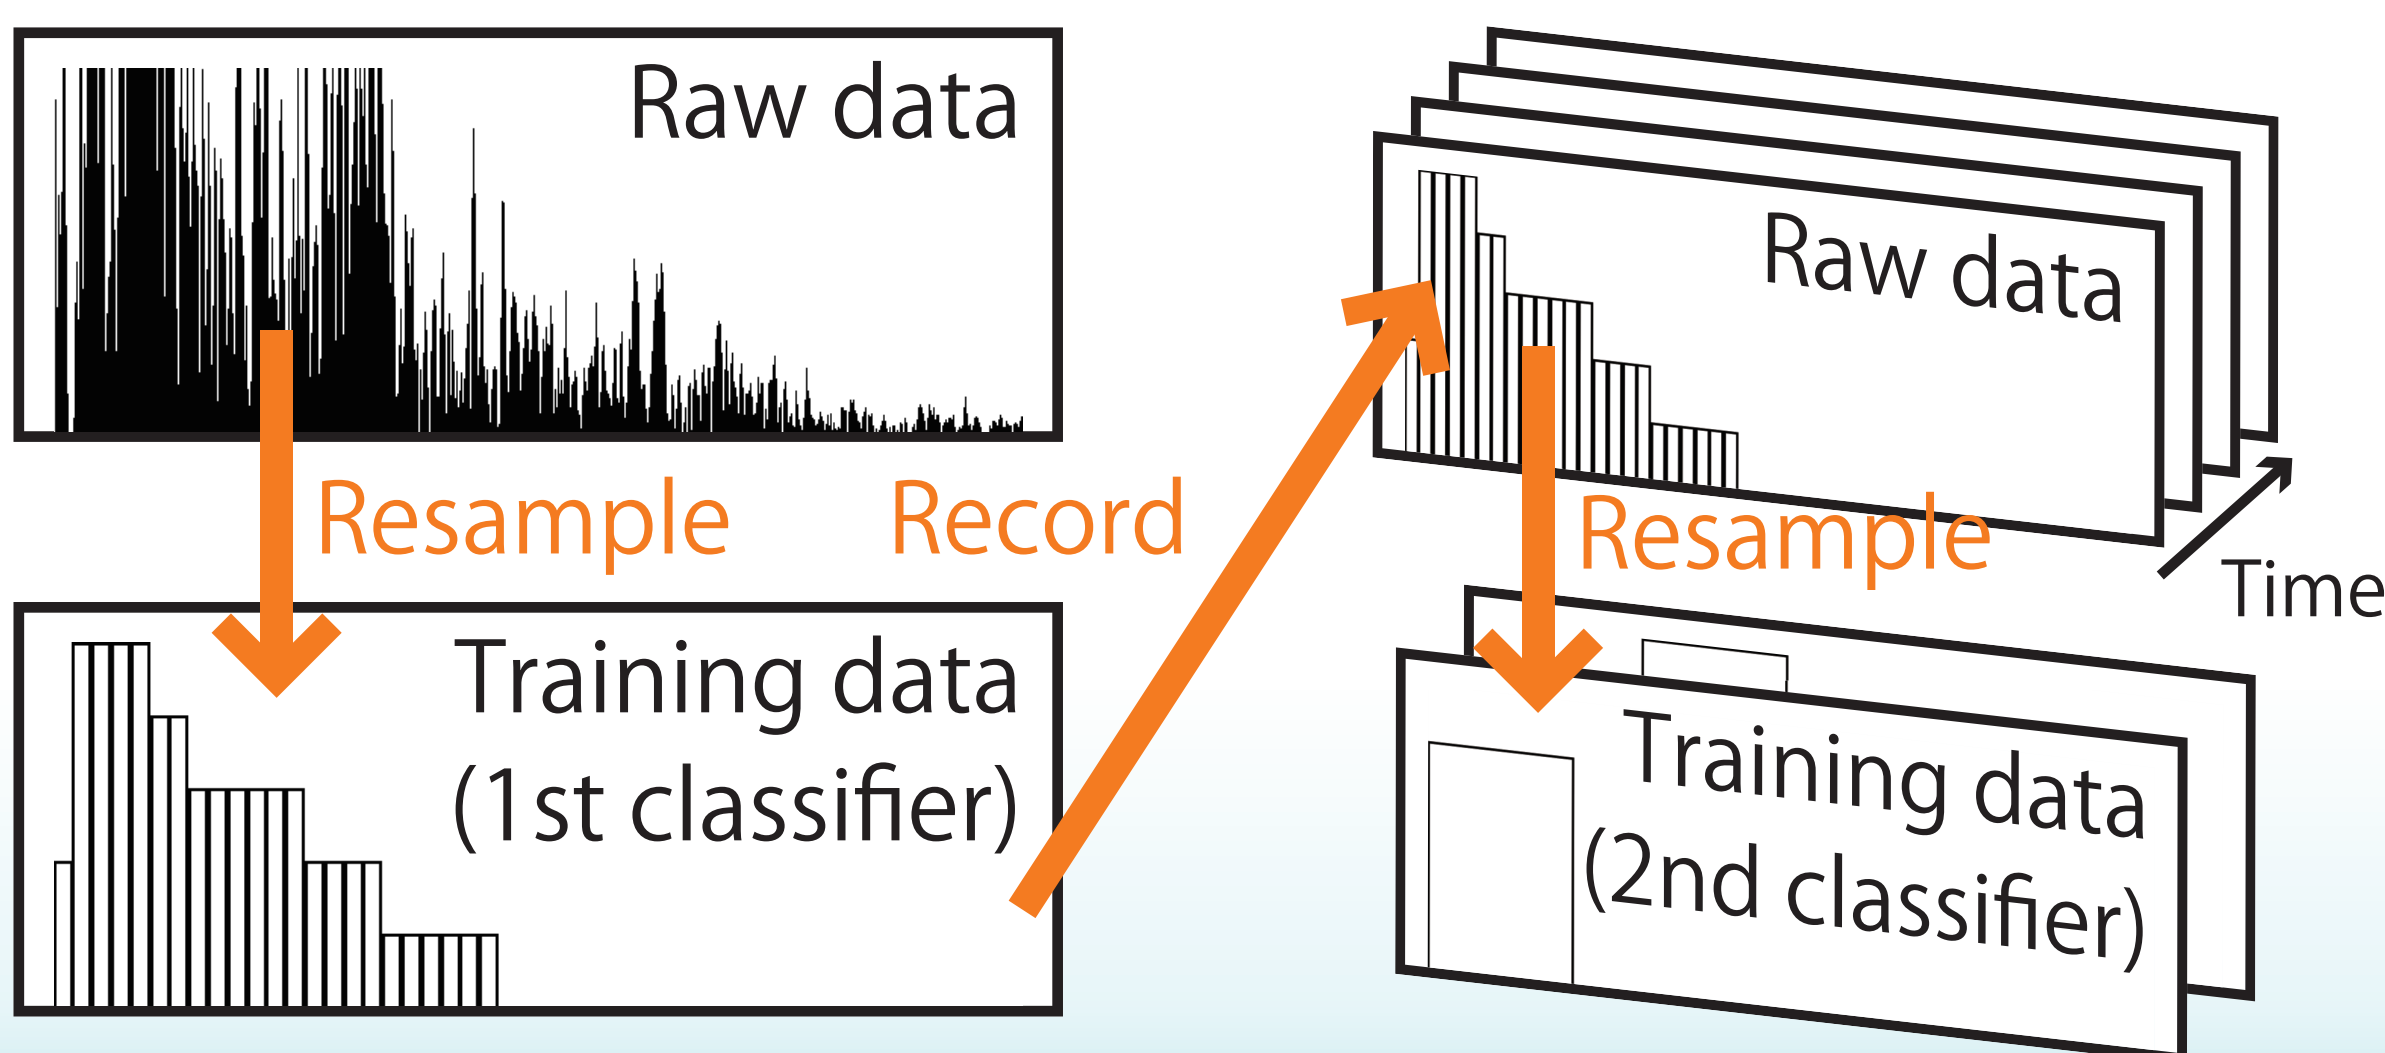 Raw data
Resample
Record
Training data
(1st classifier)
Raw data
Resample
Time
Training data
(2nd classifier)